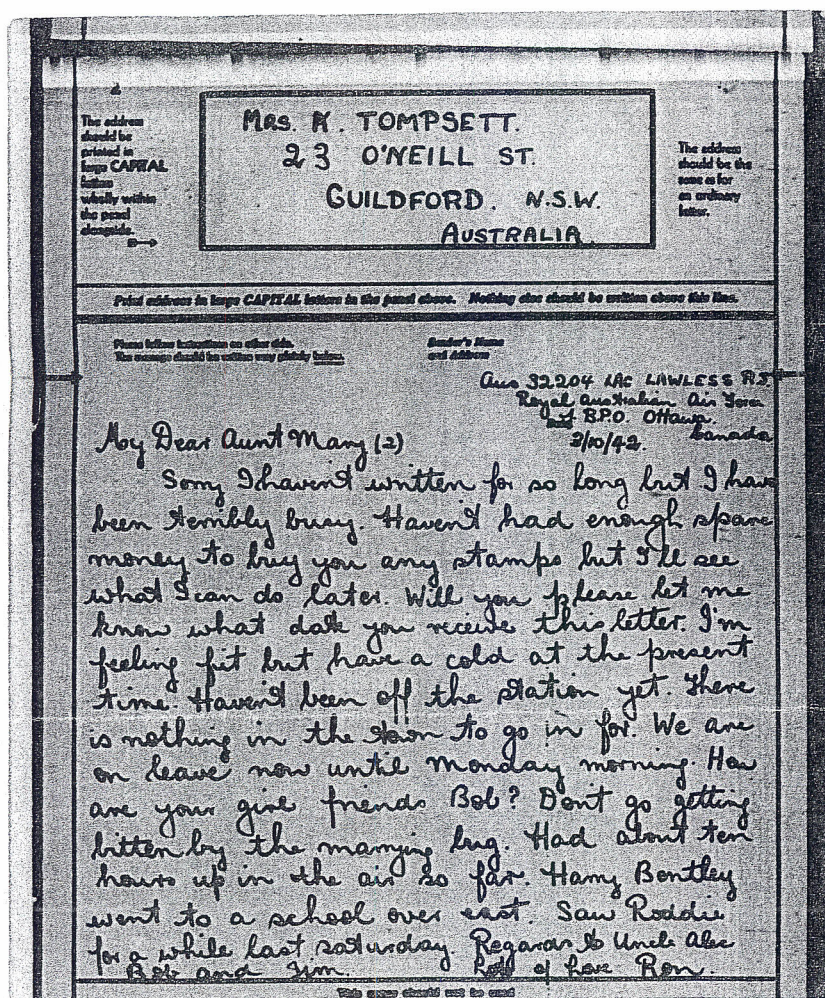 The address
should be
printed in
large CAPITAL
letters
wholly within
the panel
alongside.
MRS. K. TOMPSETT.
23 O'NEILL ST.
GUILDFORD. N.S.W.
AUSTRALIA.
The address
should be the
same as for
an ordinary
letter.
Print address in large CAPITAL letters in the panel above. Nothing else should be written above this line.
Please follow instructions on other side.
The message should be written very plainly below.
Sender's Name
and Address
Aus 32204 LAC LAWLESS R J
Royal Australian Air Force
B.P.O. Ottawa.
Canada
2/10/42.
My Dear Aunt Mary (2)
Sorry I haven't written for so long but I have
been terribly busy. Haven't had enough spare
money to buy you any stamps but I'll see
what I can do later. Will you please let me
know what date you receive this letter. I'm
feeling fit but have a cold at the present
time. Haven't been off the station yet. There
is nothing in the town to go in for. We are
on leave now until Monday morning. How
are your girl friends Bob? Don't go getting
bitten by the marrying bug. Had about ten
hours up in the air so far. Harry Bentley
went to a school over east. Saw Roddie
for a while last saturday. Regards to Uncle Alec
Bob and Jim. Lots of love Ron.
This space should not be used